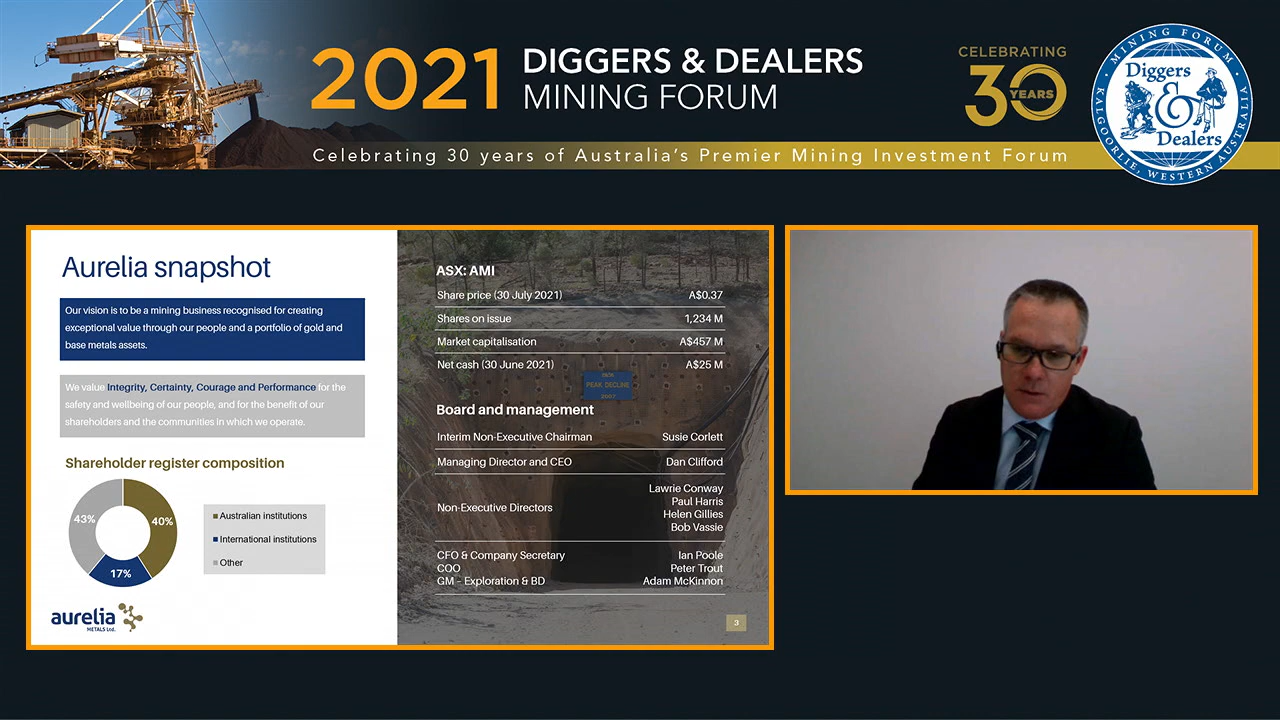 2021 DIGGERS & DEALERS
MINING FORUM
CELEBRATING
30 YEARS
Celebrating 30 years of Australia's Premier Mining Investment Forum
MINING FORUM
Diggers
&
Dealers
KALGOORLIE, WESTERN AUSTRALIA
Aurelia snapshot
Our vision is to be a mining business recognised for creating
exceptional value through our people and a portfolio of gold and
base metals assets.
We value Integrity, Certainty, Courage and Performance for the
safety and wellbeing of our people, and for the benefit of our
shareholders and the communities in which we operate.
Shareholder register composition
43%
40%
17%
Australian institutions
International institutions
Other
aurelia
METALS Ltd.
ASX: AMI
Share price (30 July 2021) A$0.37
Shares on issue 1,234 M
Market capitalisation A$457 M
Net cash (30 June 2021) A$25 M
PEAK DECLINE
2007
Board and management
Interim Non-Executive Chairman Susie Corlett
Managing Director and CEO Dan Clifford
Non-Executive Directors
Lawrie Conway
Paul Harris
Helen Gillies
Bob Vassie
CFO & Company Secretary Ian Poole
COO Peter Trout
GM – Exploration & BD Adam McKinnon
3